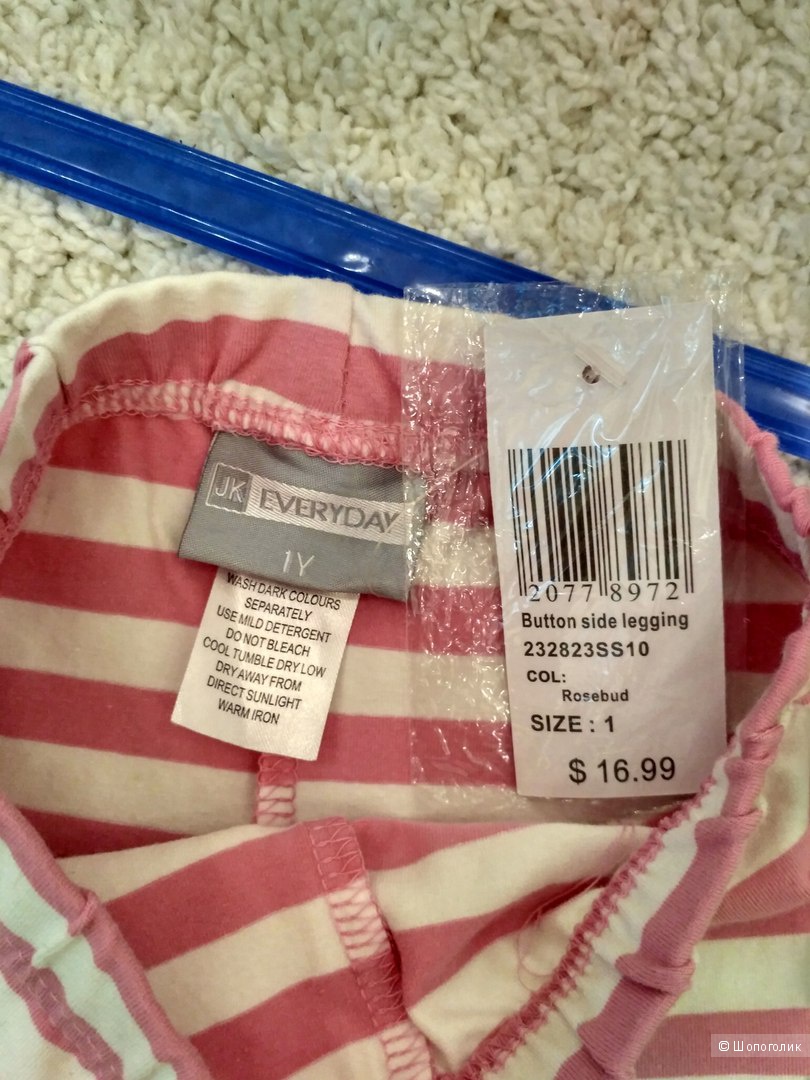 JK EVERYDAY
1Y
WASH DARK COLOURS
SEPARATELY
USE MILD DETERGENT
DO NOT BLEACH
COOL TUMBLE DRY LOW
DRY AWAY FROM
DIRECT SUNLIGHT
WARM IRON
2077 8972
Button side legging
232823SS10
COL:
Rosebud
SIZE : 1
$ 16.99
© Шопоголик